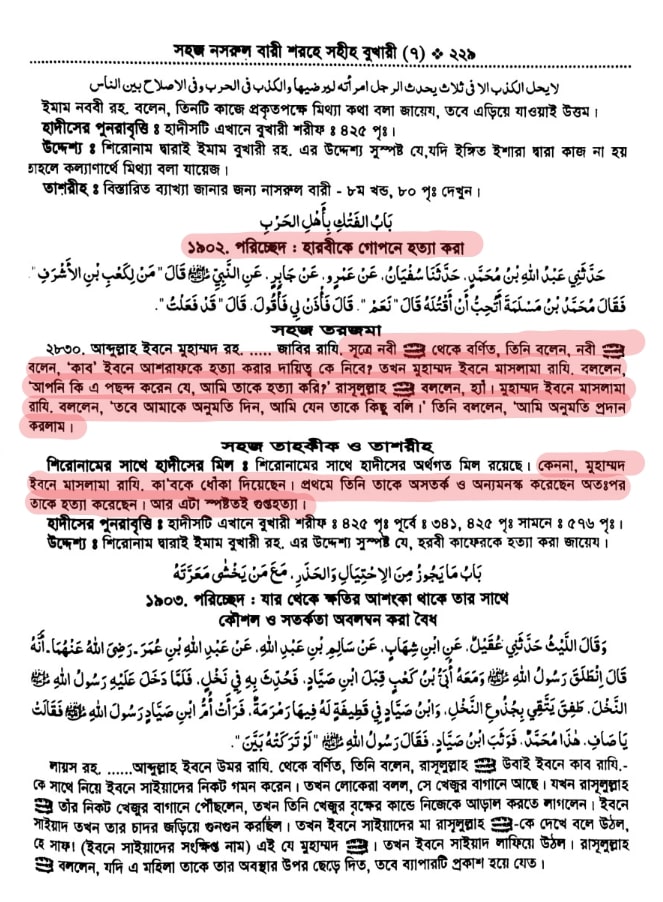 সহজ নসরুল বারী শরহে সহীহ বুখারী (৭) ❖ ২২৯
لا يحل الكذب الا فى ثلاث يحدث الرجل امرأته ليرضيها والكذب فى الحرب وفى الاصلاح بين الناس
ইমাম নববী রহ. বলেন, তিনটি কাজে প্রকৃতপক্ষে মিথ্যা কথা বলা জায়েয, তবে এড়িয়ে যাওয়াই উত্তম।
হাদীসের পুনরাবৃত্তি ঃ হাদীসটি এখানে বুখারী শরীফ ঃ ৪২৫ পৃঃ।
উদ্দেশ্য ঃ শিরোনাম দ্বারাই ইমাম বুখারী রহ. এর উদ্দেশ্য সুস্পষ্ট যে,যদি ইঙ্গিত ইশারা দ্বারা কাজ না হয়
তাহলে কল্যাণার্থে মিথ্যা বলা যায়েজ।
তাশরীহ ঃ বিস্তারিত ব্যাখ্যা জানার জন্য নাসরুল বারী - ৮ম খন্ড, ৮০ পৃঃ দেখুন।
بَابُ الْفَتْكِ بِأَهْلِ الْحَرْبِ
১৯০২. পরিচ্ছেদ : হারবীকে গোপনে হত্যা করা
حَدَّثَنِي عَبْدُ اللهِ بْنُ مُحَمَّدٍ، حَدَّثَنَا سُفْيَانُ، عَنْ عَمْرٍو، عَنْ جَابِرٍ، عَنِ النَّبِيِّ ﷺ قَالَ " مَنْ لِكَعْبِ بْنِ الأَشْرَفِ ".
فَقَالَ مُحَمَّدُ بْنُ مَسْلَمَةَ أَتُحِبُّ أَنْ أَقْتُلَهُ قَالَ " نَعَمْ ". قَالَ فَأْذَنْ لِي فَأَقُولَ. قَالَ " قَدْ فَعَلْتُ ".
সহজ তরজমা
২৮৩০. আব্দুল্লাহ ইবনে মুহাম্মদ রহ. ..... জাবির রাযি. সূত্রে নবী ﷺ থেকে বর্ণিত, তিনি বলেন, নবী ﷺ
বলেন, 'কাব' ইবনে আশরাফকে হত্যা করার দায়িত্ব কে নিবে? তখন মুহাম্মদ ইবনে মাসলামা রাযি. বললেন,
'আপনি কি এ পছন্দ করেন যে, আমি তাকে হত্যা করি?' রাসূলুল্লাহ ﷺ বললেন, হ্যাঁ। মুহাম্মদ ইবনে মাসলামা
রাযি. বললেন, 'তবে আমাকে অনুমতি দিন, আমি যেন তাকে কিছু বলি।' তিনি বললেন, 'আমি অনুমতি প্রদান
করলাম।
সহজ তাহকীক ও তাশরীহ
শিরোনামের সাথে হাদীসের মিল ঃ শিরোনামের সাথে হাদীসের অর্থগত মিল রয়েছে। কেননা, মুহাম্মদ
ইবনে মাসলামা রাযি. কা'বকে ধোঁকা দিয়েছেন। প্রথমে তিনি তাকে অসতর্ক ও অন্যমনস্ক করেছেন অতঃপর
তাকে হত্যা করেছেন। আর এটা স্পষ্টতই গুপ্তহত্যা।
হাদীসের পুনরাবৃত্তি ঃ হাদীসটি এখানে বুখারী শরীফ ঃ ৪২৫ পৃঃ পূর্বে ঃ ৩৪১, ৪২৫ পৃঃ সামনে ঃ ৫৭৬ পৃঃ।
উদ্দেশ্য ঃ শিরোনাম দ্বারাই ইমাম বুখারী রহ. এর উদ্দেশ্য সুস্পষ্ট যে, হরবী কাফেরকে হত্যা করা জায়েয।
بَابُ مَا يَجُوزُ مِنَ الاِحْتِيَالِ وَالْحَذَرِ، مَعَ مَنْ يَخْشَى مَعَرَّتَهُ
১৯০৩. পরিচ্ছেদ : যার থেকে ক্ষতির আশংকা থাকে তার সাথে
কৌশল ও সতর্কতা অবলম্বন করা বৈধ
وَقَالَ اللَّيْثُ حَدَّثَنِي عُقَيْلٌ، عَنِ ابْنِ شِهَابٍ، عَنْ سَالِمِ بْنِ عَبْدِ اللهِ، عَنْ عَبْدِ اللهِ بْنِ عُمَرَ ـ رَضِيَ اللهُ عَنْهُمَا ـ أَنَّهُ
قَالَ انْطَلَقَ رَسُولُ اللهِ ﷺ وَمَعَهُ أُبَىُّ بْنُ كَعْبٍ قِبَلَ ابْنِ صَيَّادٍ، فَحُدِّثَ بِهِ فِي نَخْلٍ، فَلَمَّا دَخَلَ عَلَيْهِ رَسُولُ اللهِ ﷺ
النَّخْلَ، طَفِقَ يَتَّقِي بِجُذُوعِ النَّخْلِ، وَابْنُ صَيَّادٍ فِي قَطِيفَةٍ لَهُ فِيهَا رَمْرَمَةٌ، فَرَأَتْ أُمُّ ابْنِ صَيَّادٍ رَسُولَ اللهِ ﷺ فَقَالَتْ
يَا صَافِ، هَذَا مُحَمَّدٌ، فَوَثَبَ ابْنُ صَيَّادٍ، فَقَالَ رَسُولُ اللهِ ﷺ " لَوْ تَرَكَتْهُ بَيَّنَ ".
লায়স রহ. ......আব্দুল্লাহ ইবনে উমর রাযি. থেকে বর্ণিত, তিনি বলেন, রাসূলুল্লাহ ﷺ উবাই ইবনে কাব রাযি.-
কে সাথে নিয়ে ইবনে সাইয়াদের নিকট গমন করেন। তখন লোকেরা বলল, সে খেজুর বাগানে আছে। যখন রাসূলুল্লাহ
ﷺ তাঁর নিকট খেজুর বাগানে পৌঁছলেন, তখন তিনি খেজুর বৃক্ষের কান্ডে নিজেকে আড়াল করতে লাগলেন। ইবনে
সাইয়াদ তখন তার চাদর জড়িয়ে গুনগুন করছিল। তখন ইবনে সাইয়াদের মা রাসূলুল্লাহ ﷺ-কে দেখে বলে উঠল,
হে সাফ! (ইবনে সাইয়াদের সংক্ষিপ্ত নাম) এই যে মুহাম্মদ ﷺ। তখন ইবনে সাইয়াদ লাফিয়ে উঠল। রাসূলুল্লাহ
ﷺ বললেন, যদি এ মহিলা তাকে তার অবস্থার উপর ছেড়ে দিত, তবে ব্যাপারটি প্রকাশ হয়ে যেত।